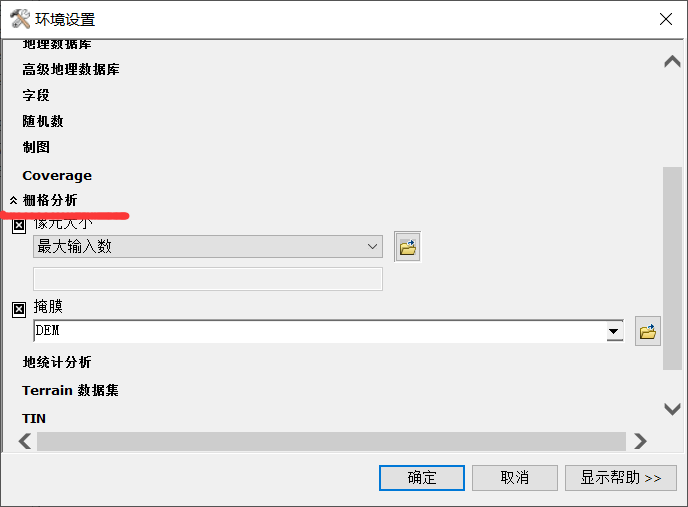 环境设置
地理数据库
高级地理数据库
字段
随机数
制图
Coverage
栅格分析
像元大小
最大输入数
掩膜
DEM
地统计分析
Terrain 数据集
TIN
确定
取消
显示帮助 >>